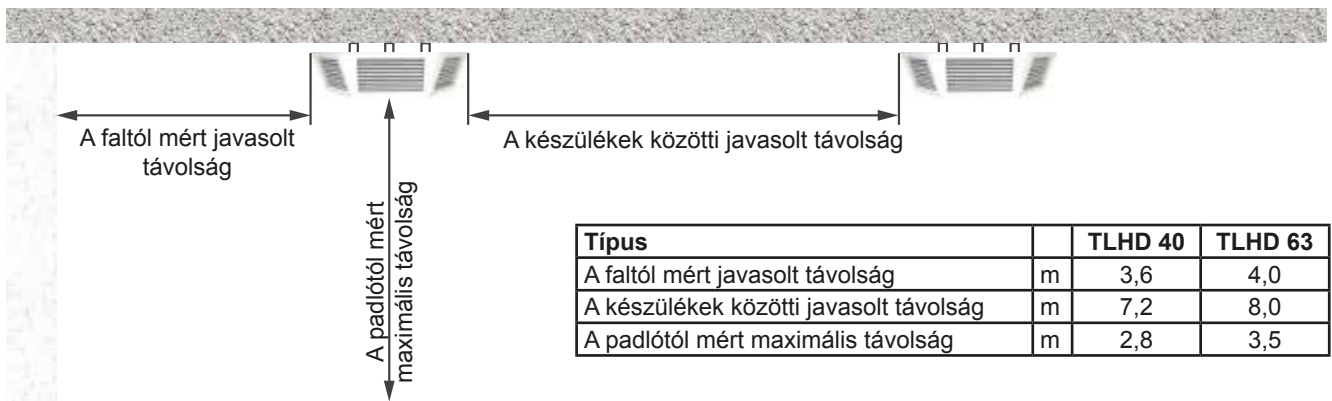 A faltól mért javasolt
távolság
A készülékek közötti javasolt távolság
A padlótól mért
maximális távolság
Típus TLHD 40 TLHD 63
A faltól mért javasolt távolság m 3,6 4,0
A készülékek közötti javasolt távolság m 7,2 8,0
A padlótól mért maximális távolság m 2,8 3,5